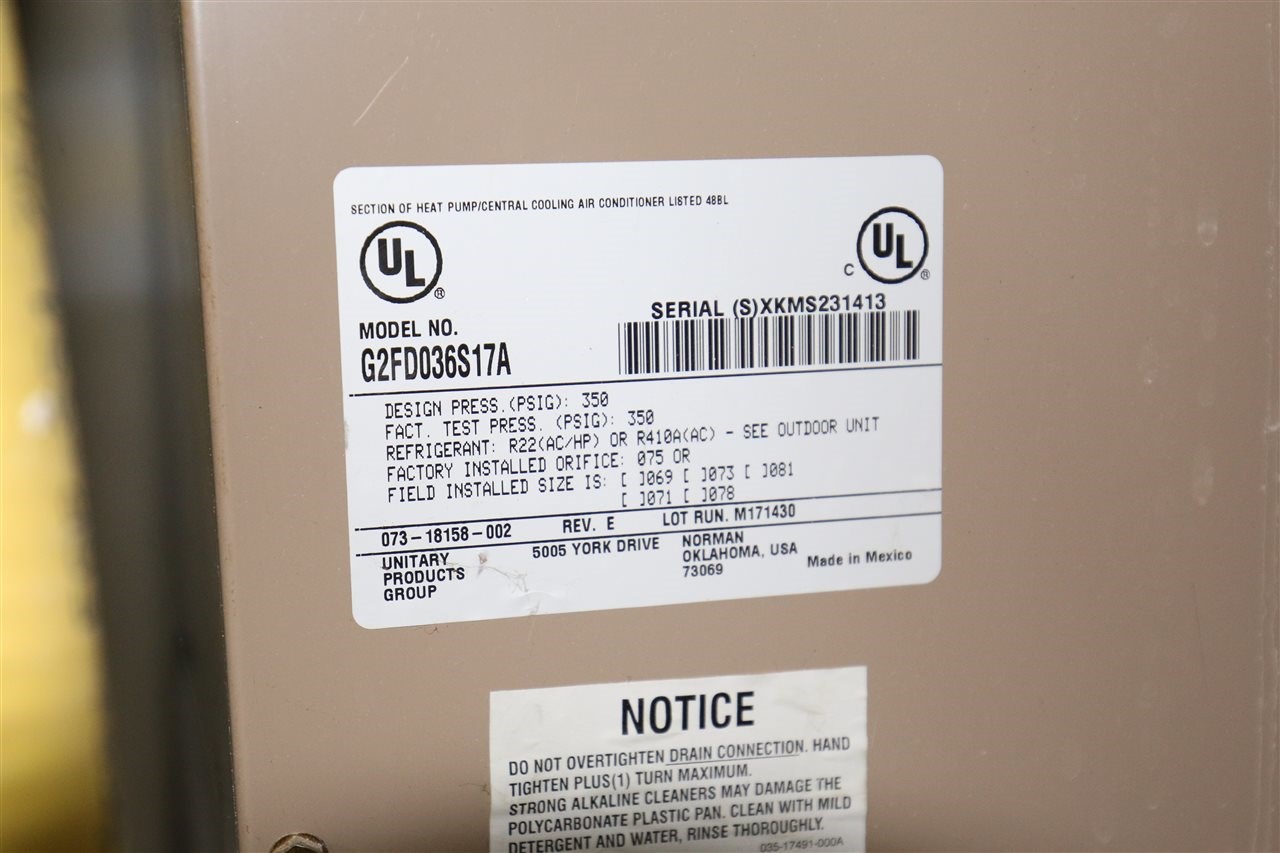 SECTION OF HEAT PUMP/CENTRAL COOLING AIR CONDITIONER LISTED 48BL
UL ®
C UL ®
SERIAL (S)XKMS231413
MODEL NO.
G2FD036S17A
DESIGN PRESS.(PSIG): 350
FACT. TEST PRESS. (PSIG): 350
REFRIGERANT: R22(AC/HP) OR R410A(AC) - SEE OUTDOOR UNIT
FACTORY INSTALLED ORIFICE: 075 OR
FIELD INSTALLED SIZE IS: [ ]069 [ ]073 [ ]081
[ ]071 [ ]078
073-18158-002 REV. E LOT RUN. M171430
UNITARY PRODUCTS GROUP
5005 YORK DRIVE
NORMAN
OKLAHOMA, USA
73069
Made in Mexico
NOTICE
DO NOT OVERTIGHTEN DRAIN CONNECTION. HAND
TIGHTEN PLUS(1) TURN MAXIMUM.
STRONG ALKALINE CLEANERS MAY DAMAGE THE
POLYCARBONATE PLASTIC PAN. CLEAN WITH MILD
DETERGENT AND WATER, RINSE THOROUGHLY.
035-17491-000A